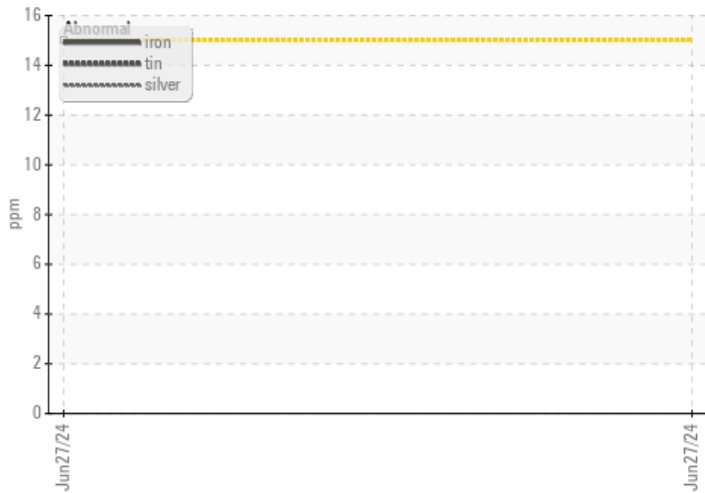 16
Abnormal
iron
tin
silver
14
12
10
8
6
4
2
0
ppm
Jun27/24
Jun27/24